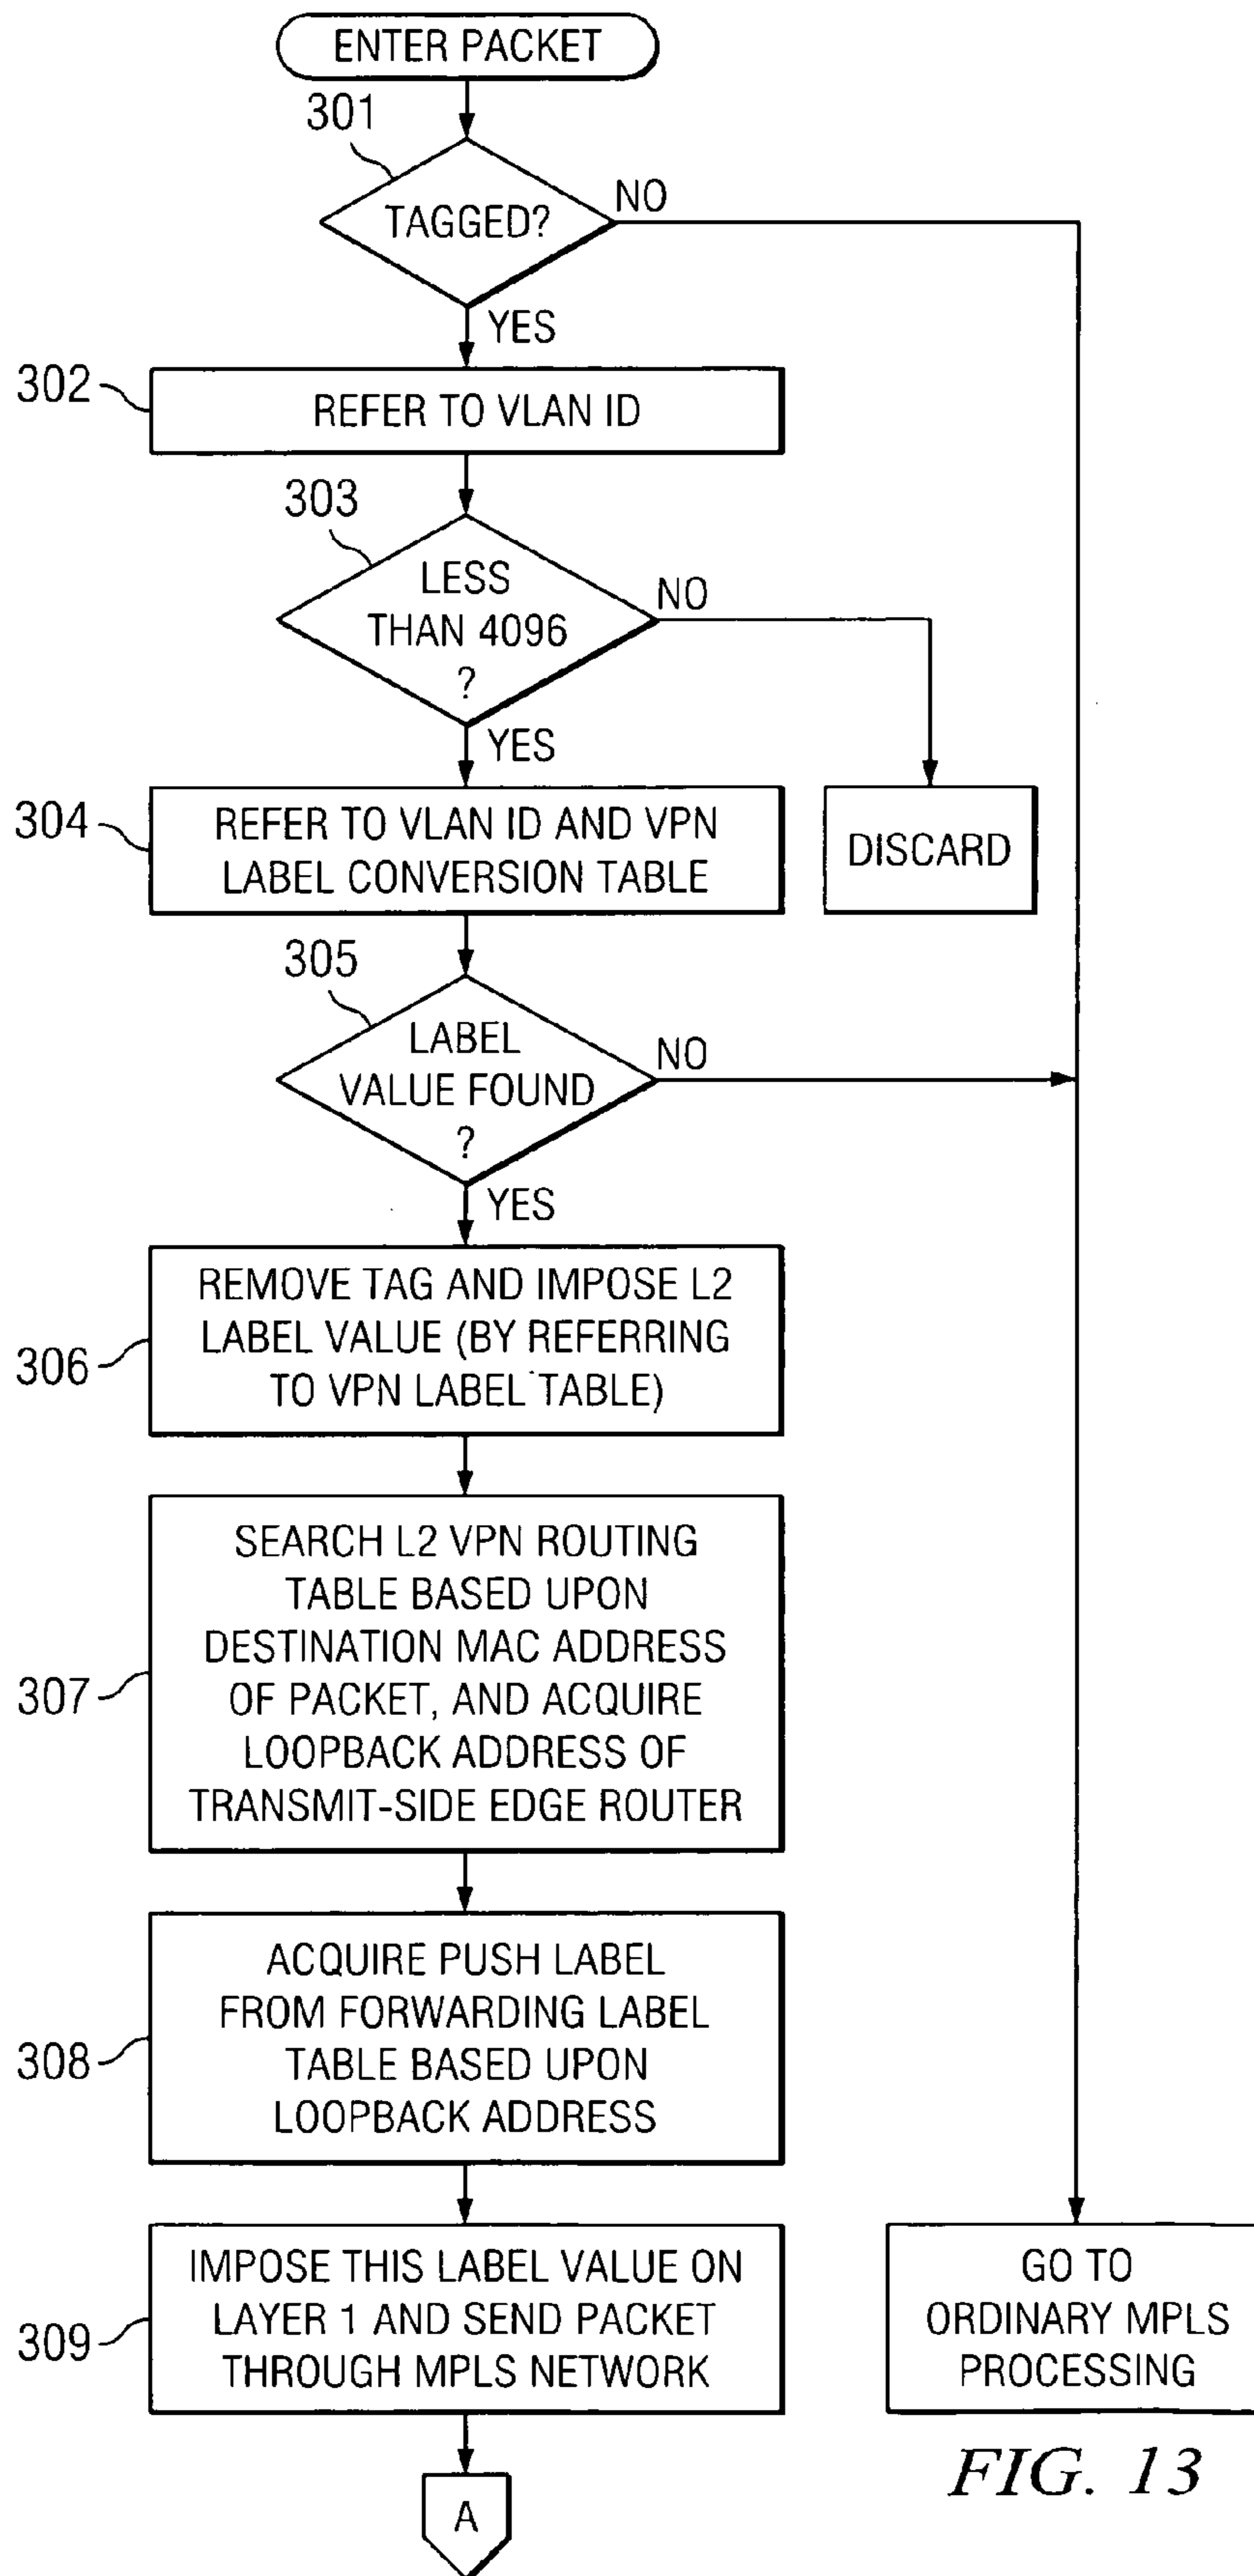 ENTER PACKET
301
TAGGED?
NO
YES
302
REFER TO VLAN ID
303
LESS
THAN 4096
?
NO
YES
304
REFER TO VLAN ID AND VPN
LABEL CONVERSION TABLE
DISCARD
305
LABEL
VALUE FOUND
?
NO
YES
306
REMOVE TAG AND IMPOSE L2
LABEL VALUE (BY REFERRING
TO VPN LABEL TABLE)
307
SEARCH L2 VPN ROUTING
TABLE BASED UPON
DESTINATION MAC ADDRESS
OF PACKET, AND ACQUIRE
LOOPBACK ADDRESS OF
TRANSMIT-SIDE EDGE ROUTER
308
ACQUIRE PUSH LABEL
FROM FORWARDING LABEL
TABLE BASED UPON
LOOPBACK ADDRESS
309
IMPOSE THIS LABEL VALUE ON
LAYER 1 AND SEND PACKET
THROUGH MPLS NETWORK
GO TO
ORDINARY MPLS
PROCESSING
A
FIG. 13